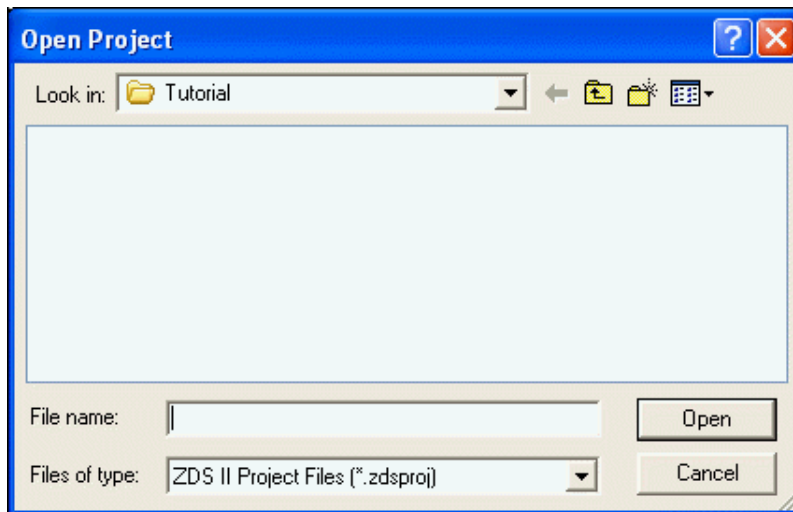 Open Project
Look in: Tutorial
File name: Open
Files of type: ZDS II Project Files (*.zdsproj) Cancel